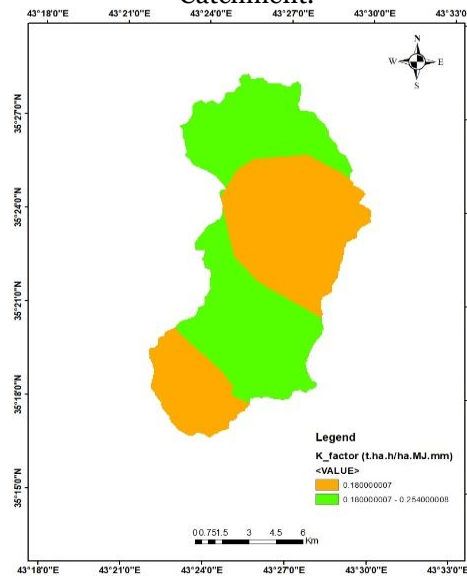 Catchment.
43°18'0"E 43°21'0"E 43°24'0"E 43°27'0"E 43°30'0"E 43°33'0
N
W E
S
35°27'0"N
35°24'0"N
35°21'0"N
35°18'0"N
35°15'0"N
Legend
K_factor (t.ha.h/ha.MJ.mm)
<VALUE>
0.180000007
0.180000007 - 0.254000008
0 0.75 1.5 3 4.5 6
Km
43°18'0"E 43°21'0"E 43°24'0"E 43°27'0"E 43°30'0"E 43°33'0"E